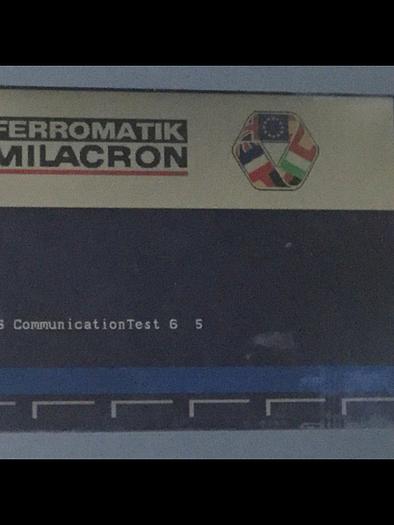 FERROMATIK
MILACRON
S CommunicationTest 6 5